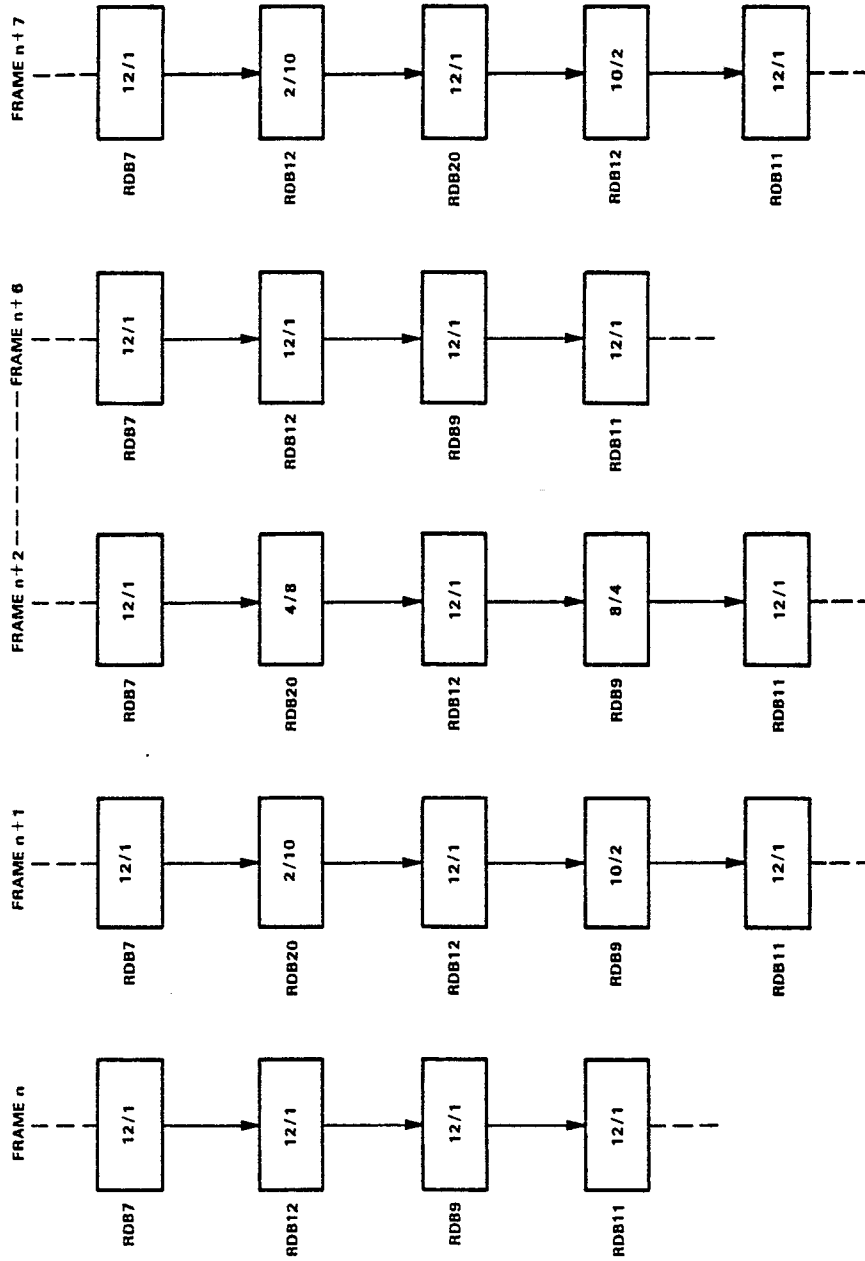 FRAME n
RDB7
12/1
RDB12
12/1
RDB9
12/1
RDB11
12/1
FRAME n+1
RDB7
12/1
RDB20
2/10
RDB12
12/1
RDB9
10/2
RDB11
12/1
FRAME n+2 — — — — — — FRAME n+6
RDB7
12/1
RDB20
4/8
RDB12
12/1
RDB9
8/4
RDB11
12/1
RDB7
12/1
RDB12
12/1
RDB9
12/1
RDB11
12/1
FRAME n+7
RDB7
12/1
RDB12
2/10
RDB20
12/1
RDB12
10/2
RDB11
12/1